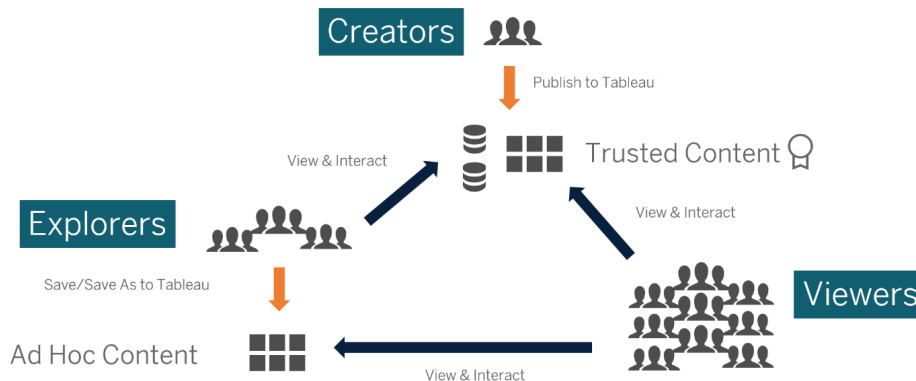 Creators
Publish to Tableau
Trusted Content
View & Interact
View & Interact
Explorers
Save/Save As to Tableau
Viewers
Ad Hoc Content
View & Interact